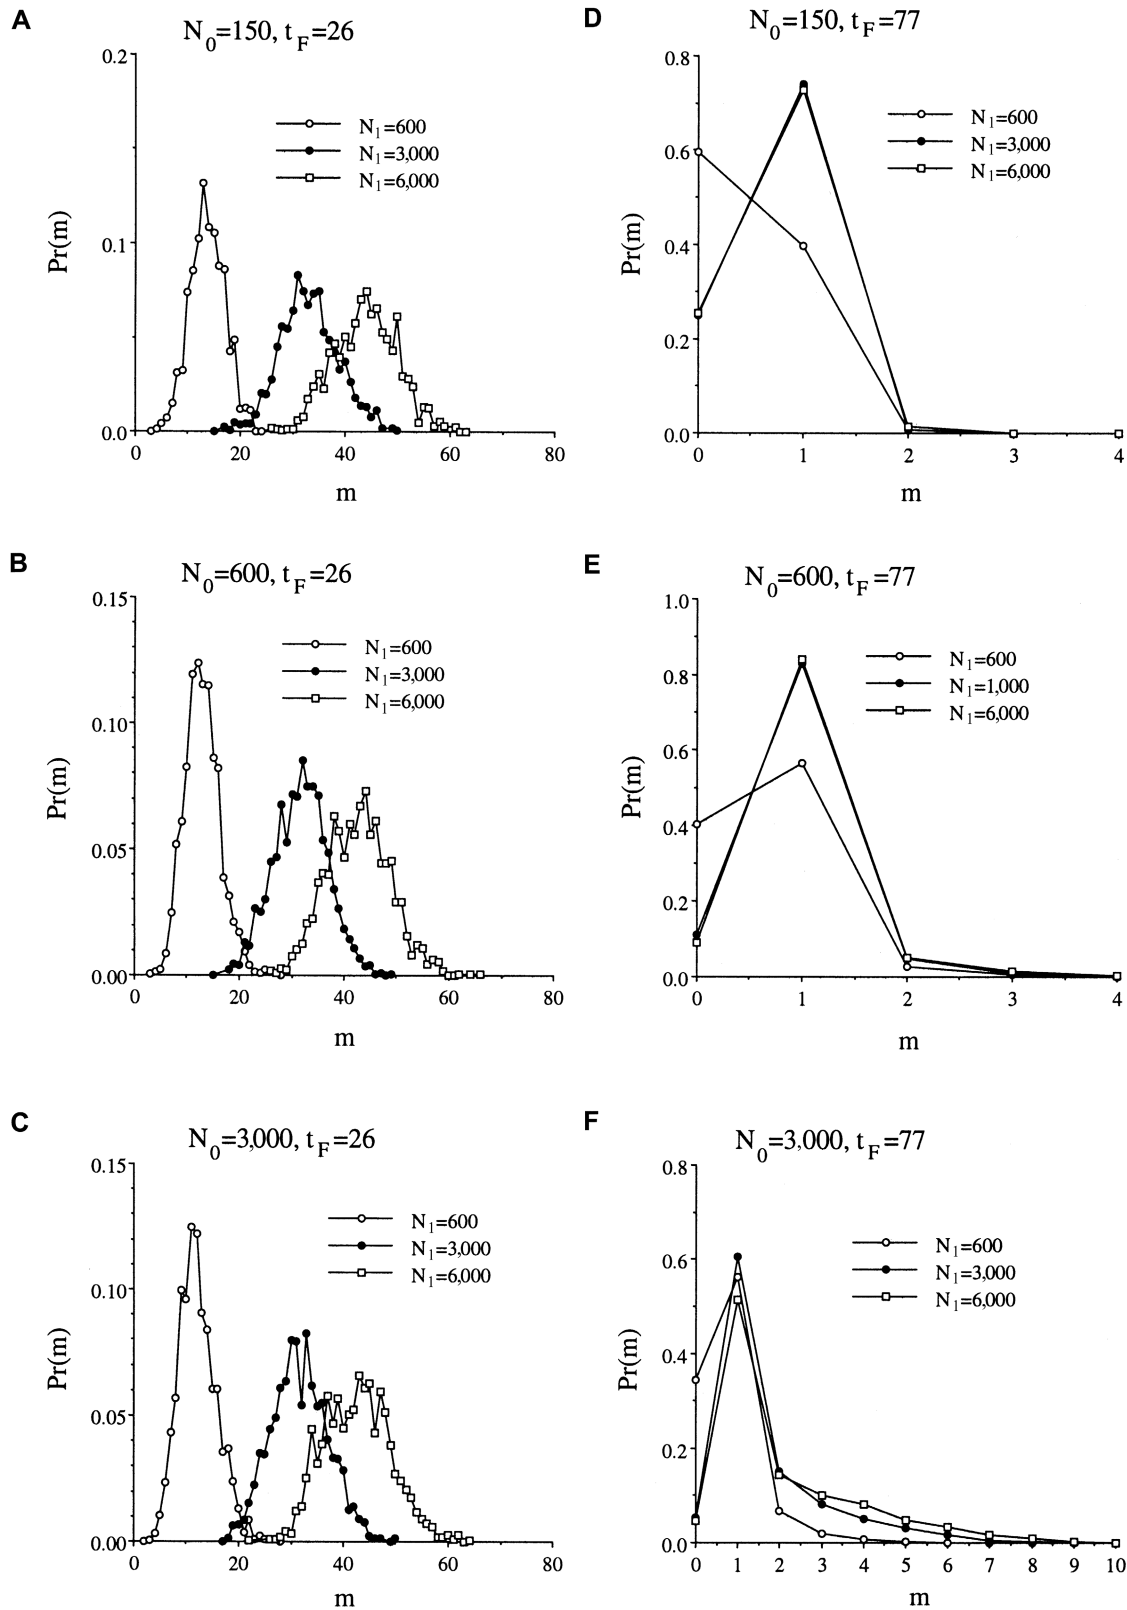 A
N0=150, tF=26
0.2
0.1
0.0
Pr(m)
N1=600
N1=3,000
N1=6,000
0 20 40 60 80
m
D
N0=150, tF=77
0.8
0.6
0.4
0.2
0.0
Pr(m)
N1=600
N1=3,000
N1=6,000
0 1 2 3 4
m
B
N0=600, tF=26
0.15
0.10
0.05
0.00
Pr(m)
N1=600
N1=3,000
N1=6,000
0 20 40 60 80
m
E
N0=600, tF=77
1.0
0.8
0.6
0.4
0.2
0.0
Pr(m)
N1=600
N1=1,000
N1=6,000
0 1 2 3 4
m
C
N0=3,000, tF=26
0.15
0.10
0.05
0.00
Pr(m)
N1=600
N1=3,000
N1=6,000
0 20 40 60 80
m
F
N0=3,000, tF=77
0.8
0.6
0.4
0.2
0.0
Pr(m)
N1=600
N1=3,000
N1=6,000
0 1 2 3 4 5 6 7 8 9 10
m